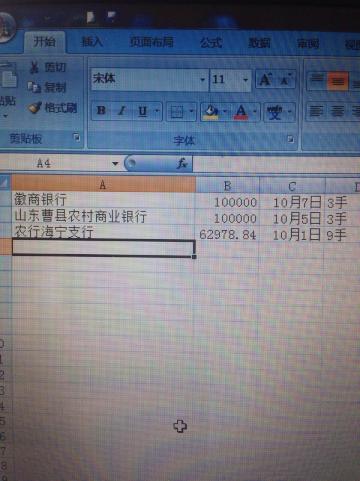 开始 插入 页面布局 公式 数据 审阅
剪切
宋体 11
复制
格式刷
B I U A
剪贴板 字体
A4 fx
A B C
徽商银行 100000 10月7日 3手
山东曹县农村商业银行 100000 10月5日 3手
农行海宁支行 62978.84 10月1日 9手